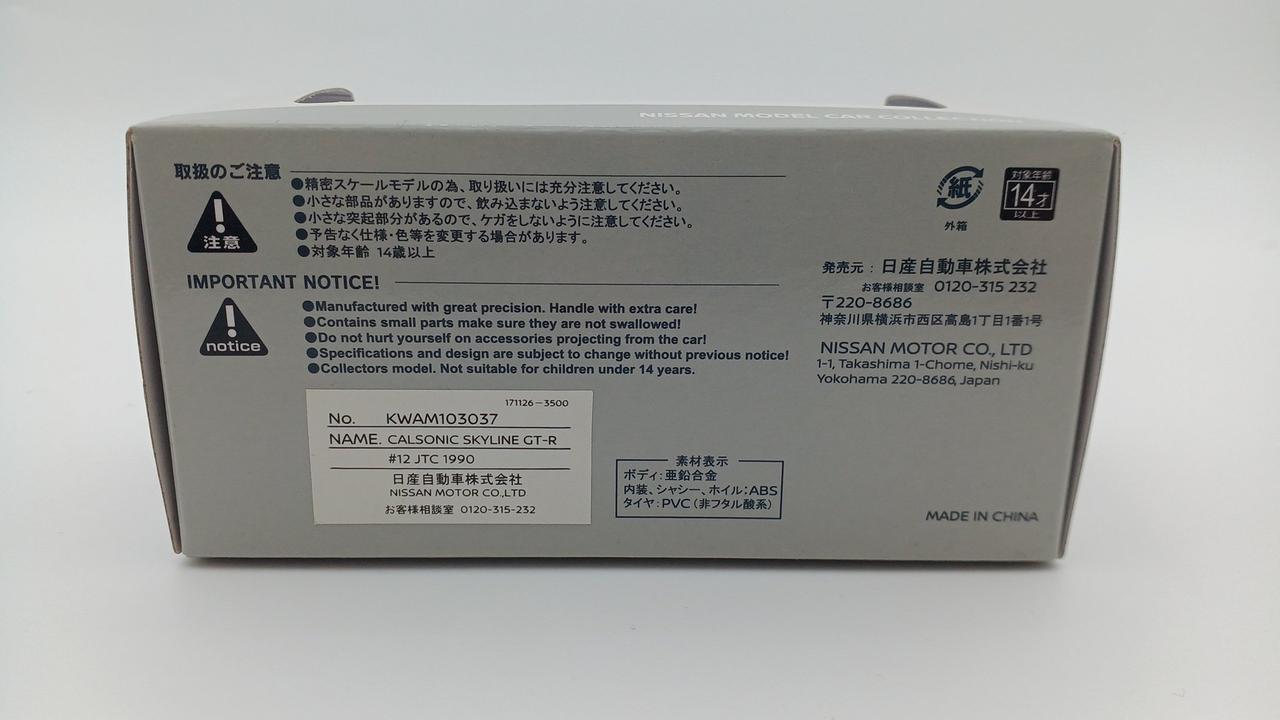 NISSAN MODEL CAR COLLECTION
取扱のご注意
注意
●精密スケールモデルの為、取り扱いには充分注意してください。
●小さな部品がありますので、飲み込まないよう注意してください。
●小さな突起部分があるので、ケガをしないように注意してください。
●予告なく仕様・色等を変更する場合があります。
●対象年齢 14歳以上
IMPORTANT NOTICE!
notice
●Manufactured with great precision. Handle with extra care!
●Contains small parts make sure they are not swallowed!
●Do not hurt yourself on accessories projecting from the car!
●Specifications and design are subject to change without previous notice!
●Collectors model. Not suitable for children under 14 years.
171126-3500
No. KWAM103037
NAME. CALSONIC SKYLINE GT-R
#12 JTC 1990
日産自動車株式会社
NISSAN MOTOR CO.,LTD
お客様相談室 0120-315-232
素材表示
ボディ:亜鉛合金
内装、シャシー、ホイル:ABS
タイヤ:PVC(非フタル酸系)
紙
外箱
対象年齢
14才
以上
発売元:日産自動車株式会社
お客様相談室 0120-315 232
〒220-8686
神奈川県横浜市西区高島1丁目1番1号
NISSAN MOTOR CO., LTD
1-1, Takashima 1-Chome, Nishi-ku
Yokohama 220-8686, Japan
MADE IN CHINA